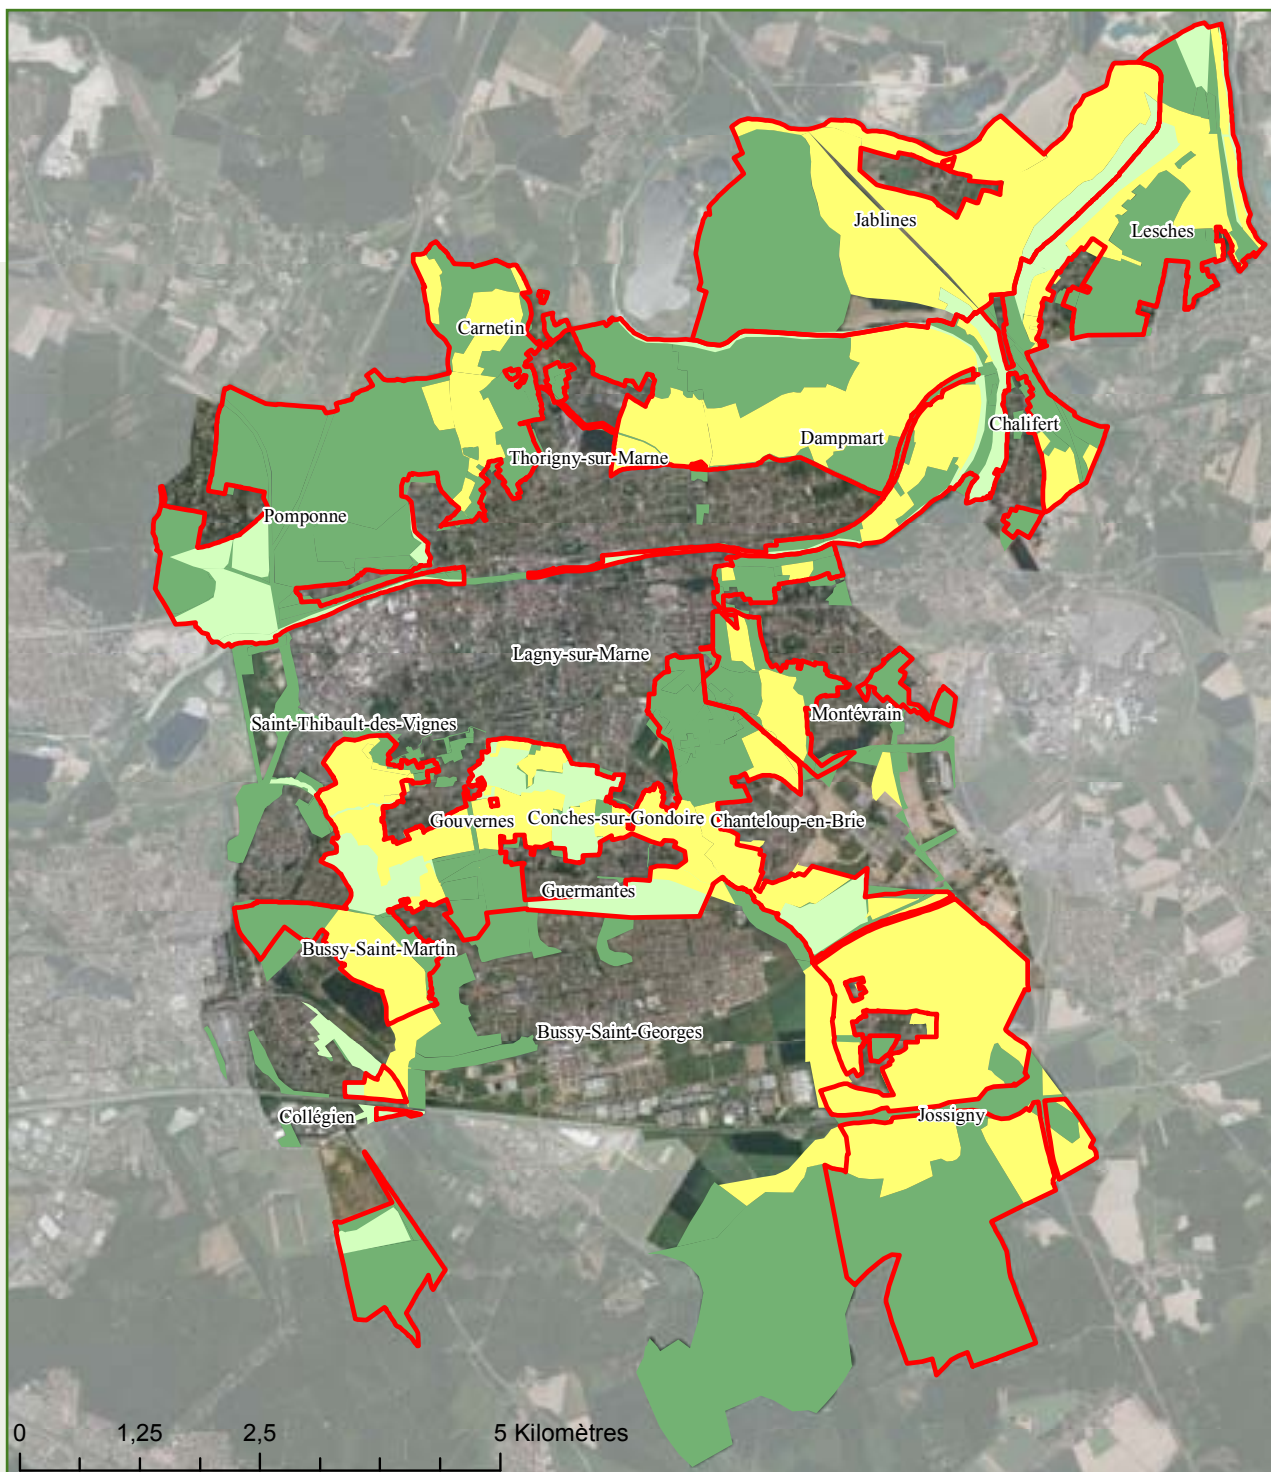 Jablines
Lesches
Carnetin
Chalifert
Dampmart
Thorigny-sur-Marne
Pomponne
Lagny-sur-Marne
Montévrain
Saint-Thibault-des-Vignes
Gouvernes
Conches-sur-Gondoire
Chanteloup-en-Brie
Guermantes
Bussy-Saint-Martin
Bussy-Saint-Georges
Collégien
Jossigny
0 1,25 2,5 5 Kilomètres